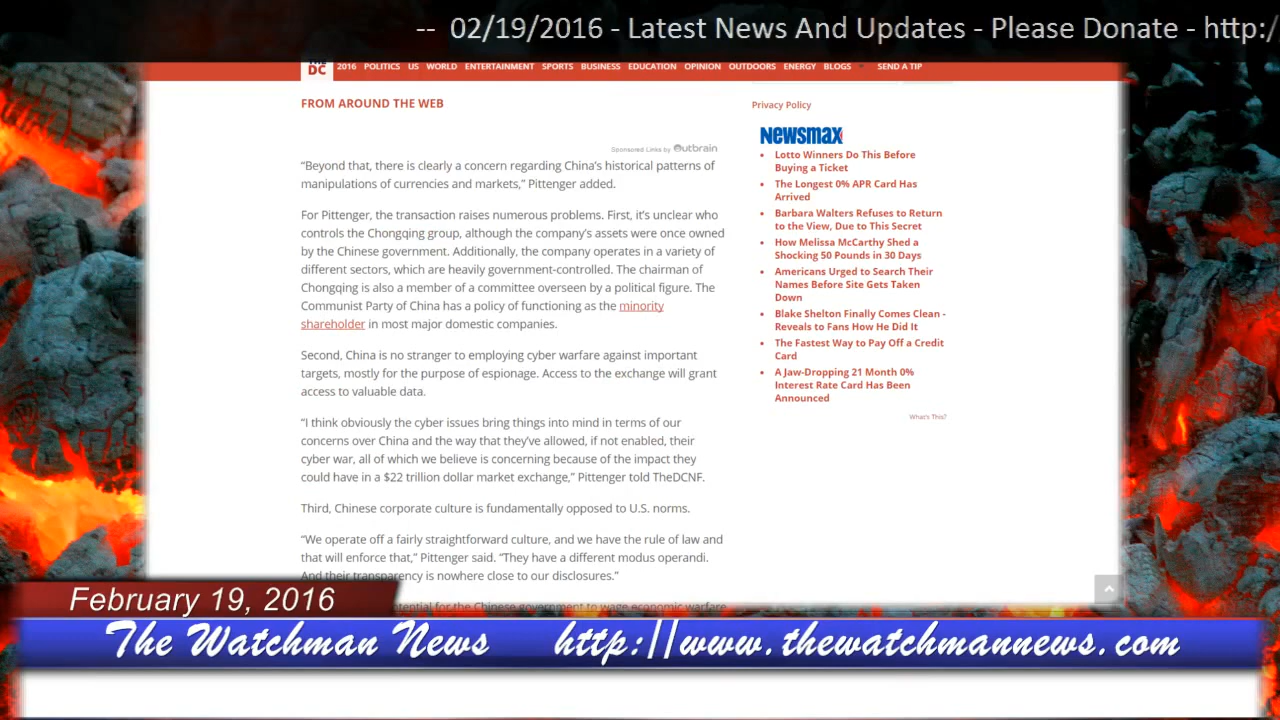 -- 02/19/2016 - Latest News And Updates - Please Donate - http:/
THE
DC
2016 POLITICS US WORLD ENTERTAINMENT SPORTS BUSINESS EDUCATION OPINION OUTDOORS ENERGY BLOGS SEND A TIP
FROM AROUND THE WEB
Sponsored Links by Outbrain
“Beyond that, there is clearly a concern regarding China’s historical patterns of
manipulations of currencies and markets,” Pittenger added.
For Pittenger, the transaction raises numerous problems. First, it’s unclear who
controls the Chongqing group, although the company’s assets were once owned
by the Chinese government. Additionally, the company operates in a variety of
different sectors, which are heavily government-controlled. The chairman of
Chongqing is also a member of a committee overseen by a political figure. The
Communist Party of China has a policy of functioning as the minority
shareholder in most major domestic companies.
Second, China is no stranger to employing cyber warfare against important
targets, mostly for the purpose of espionage. Access to the exchange will grant
access to valuable data.
“I think obviously the cyber issues bring things into mind in terms of our
concerns over China and the way that they’ve allowed, if not enabled, their
cyber war, all of which we believe is concerning because of the impact they
could have in a $22 trillion dollar market exchange,” Pittenger told TheDCNF.
Third, Chinese corporate culture is fundamentally opposed to U.S. norms.
“We operate off a fairly straightforward culture, and we have the rule of law and
that will enforce that,” Pittenger said. “They have a different modus operandi.
And their transparency is nowhere close to our disclosures.”
potential for the Chinese government to wage economic warfare
Privacy Policy
Newsmax
• Lotto Winners Do This Before
Buying a Ticket
• The Longest 0% APR Card Has
Arrived
• Barbara Walters Refuses to Return
to the View, Due to This Secret
• How Melissa McCarthy Shed a
Shocking 50 Pounds in 30 Days
• Americans Urged to Search Their
Names Before Site Gets Taken
Down
• Blake Shelton Finally Comes Clean -
Reveals to Fans How He Did It
• The Fastest Way to Pay Off a Credit
Card
• A Jaw-Dropping 21 Month 0%
Interest Rate Card Has Been
Announced
What's This?
February 19, 2016
The Watchman News http://www.thewatchmannews.com